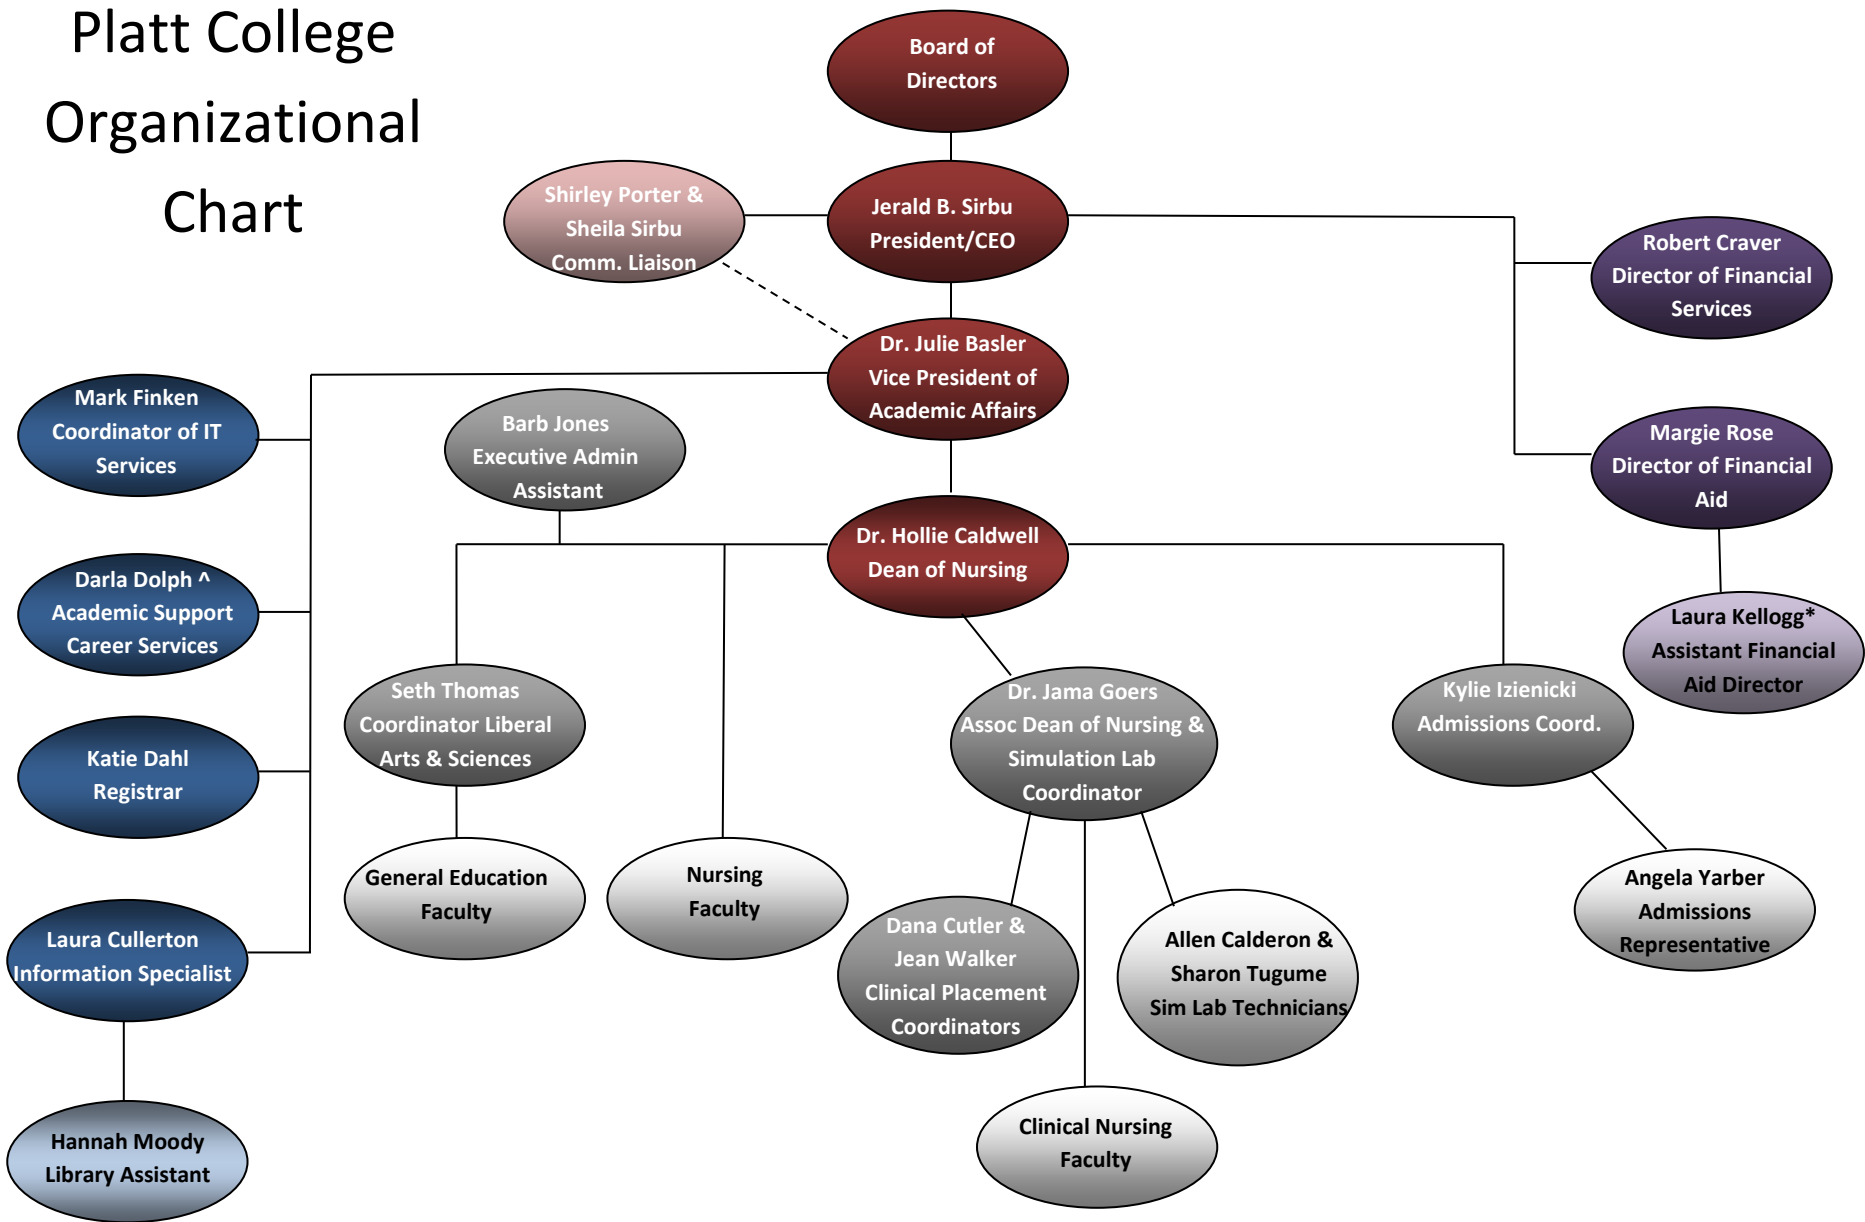 Platt College
Organizational
Chart
Board of
Directors
Shirley Porter &
Sheila Sirbu
Comm. Liaison
Jerald B. Sirbu
President/CEO
Robert Craver
Director of Financial
Services
Dr. Julie Basler
Vice President of
Academic Affairs
Mark Finken
Coordinator of IT
Services
Barb Jones
Executive Admin
Assistant
Margie Rose
Director of Financial
Aid
Dr. Hollie Caldwell
Dean of Nursing
Darla Dolph ^
Academic Support
Career Services
Laura Kellogg*
Assistant Financial
Aid Director
Seth Thomas
Coordinator Liberal
Arts & Sciences
Dr. Jama Goers
Assoc Dean of Nursing &
Simulation Lab
Coordinator
Kylie Izienicki
Admissions Coord.
Katie Dahl
Registrar
General Education
Faculty
Nursing
Faculty
Angela Yarber
Admissions
Representative
Laura Cullerton
Information Specialist
Dana Cutler &
Jean Walker
Clinical Placement
Coordinators
Allen Calderon &
Sharon Tugume
Sim Lab Technicians
Clinical Nursing
Faculty
Hannah Moody
Library Assistant